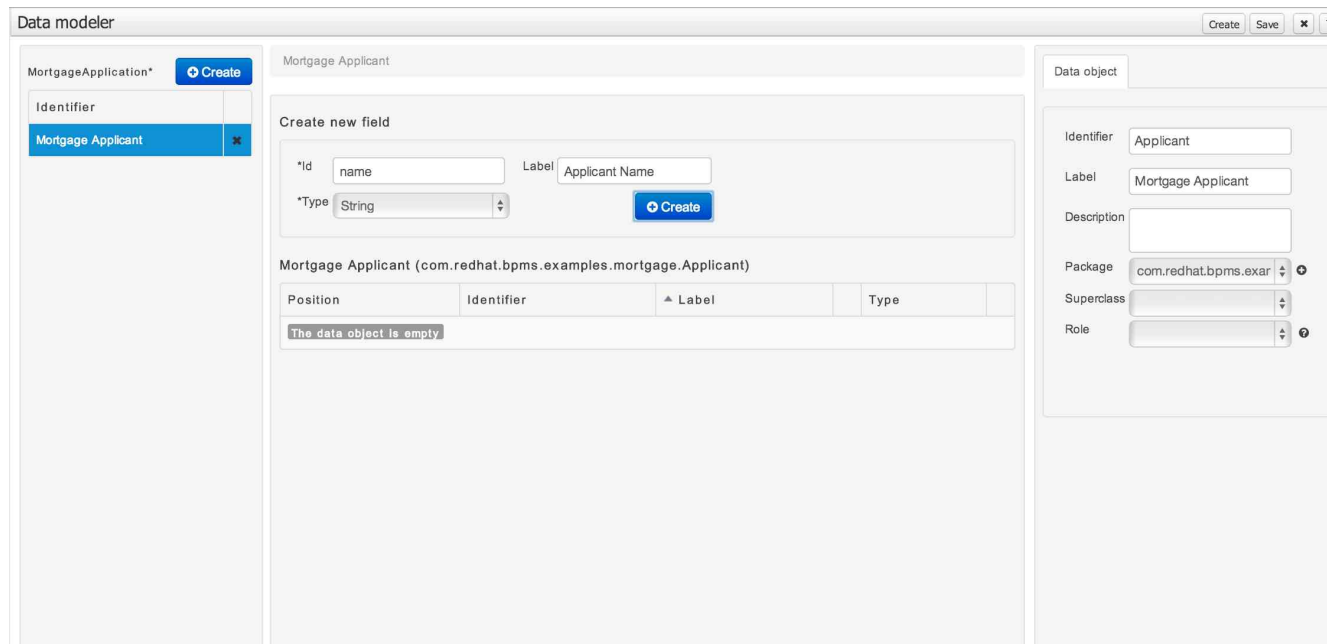 Data modeler
Create
Save
MortgageApplication*
Create
Identifier
Mortgage Applicant
Mortgage Applicant
Create new field
*Id
name
Label
Applicant Name
*Type
String
Create
Mortgage Applicant (com.redhat.bpms.examples.mortgage.Applicant)
Position
Identifier
Label
Type
The data object is empty
Data object
Identifier
Applicant
Label
Mortgage Applicant
Description
Package
com.redhat.bpms.exar
Superclass
Role